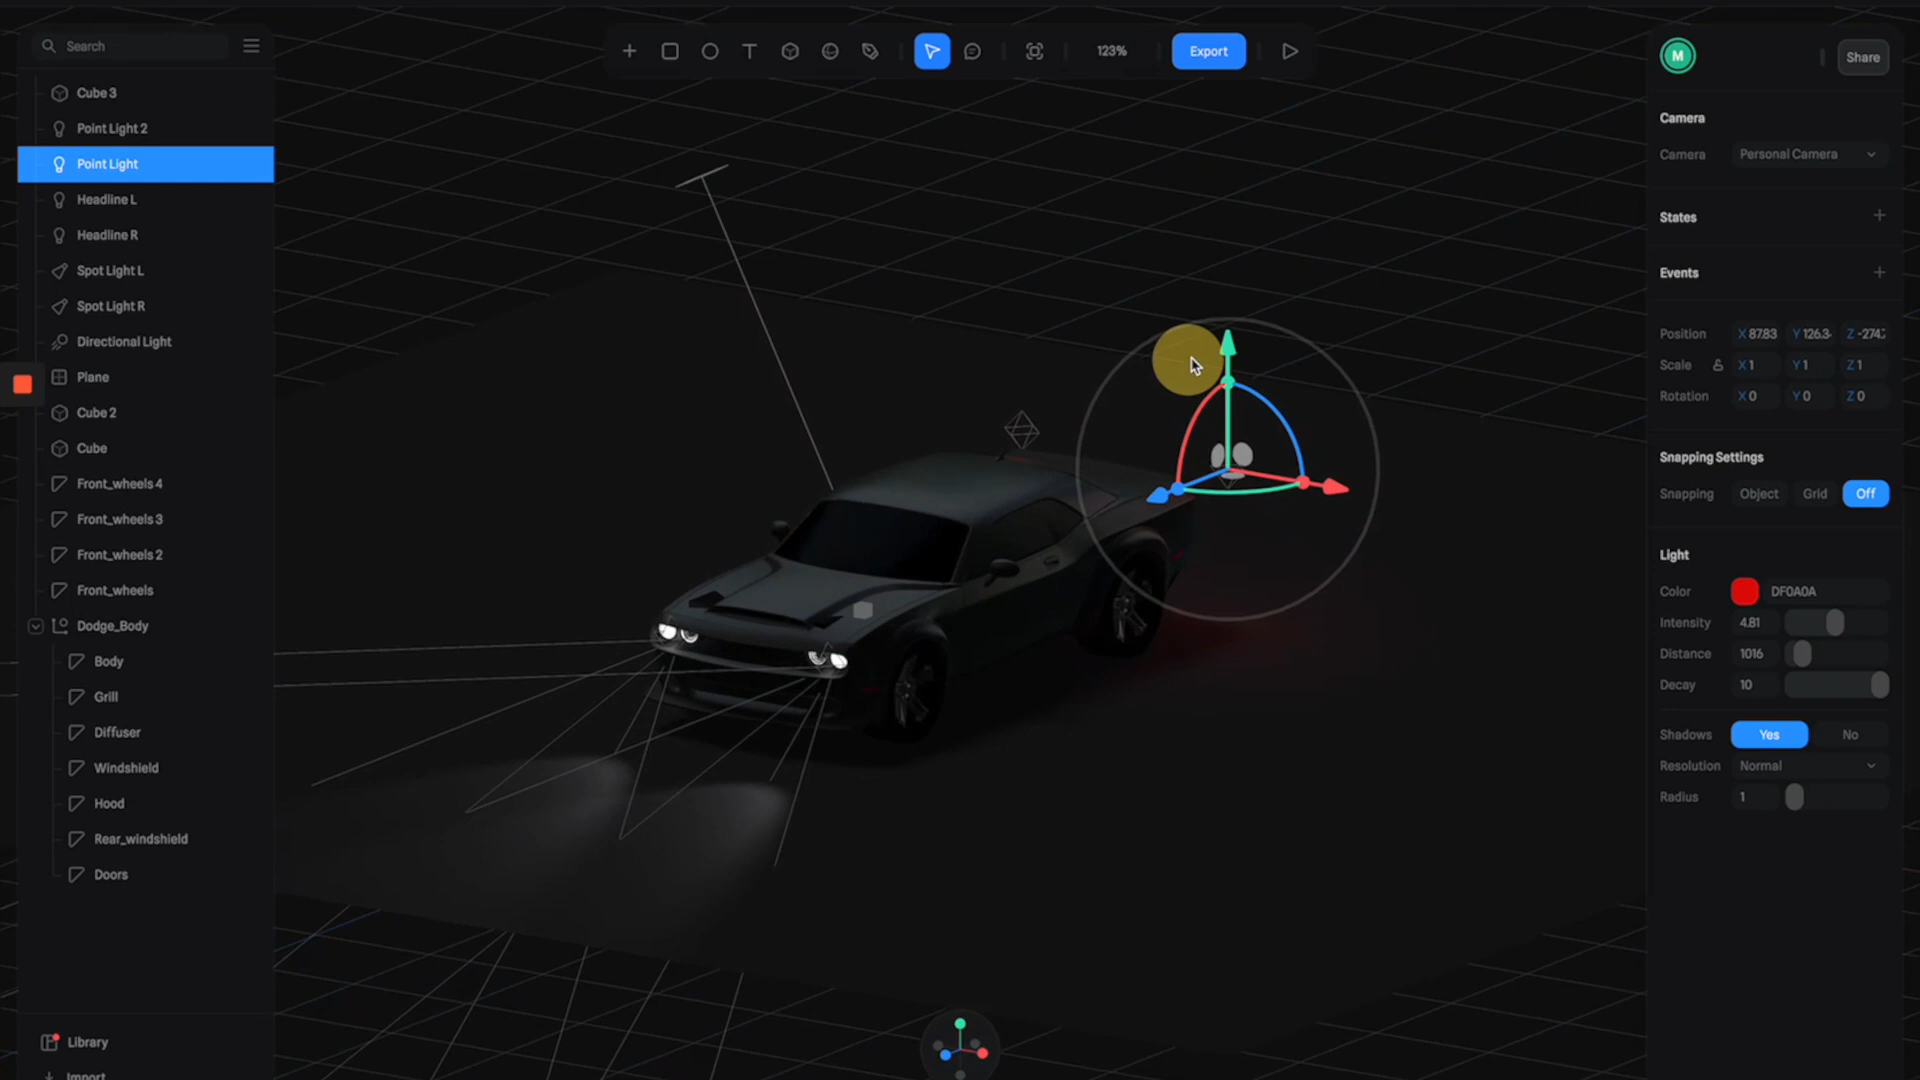 Search
Cube 3
Point Light 2
Point Light
Headline L
Headline R
Spot Light L
Spot Light R
Directional Light
Plane
Cube 2
Cube
Front_wheels 4
Front_wheels 3
Front_wheels 2
Front_wheels
Dodge_Body
Body
Grill
Diffuser
Windshield
Hood
Rear_windshield
Doors
Library
Import
T
123%
Export
M
Share
Camera
Camera Personal Camera
States
Events
Position X 87.83 Y 126.3 Z -274.
Scale X 1 Y 1 Z 1
Rotation X 0 Y 0 Z 0
Snapping Settings
Snapping Object Grid Off
Light
Color DF0A0A
Intensity 4.81
Distance 1016
Decay 10
Shadows Yes No
Resolution Normal
Radius 1